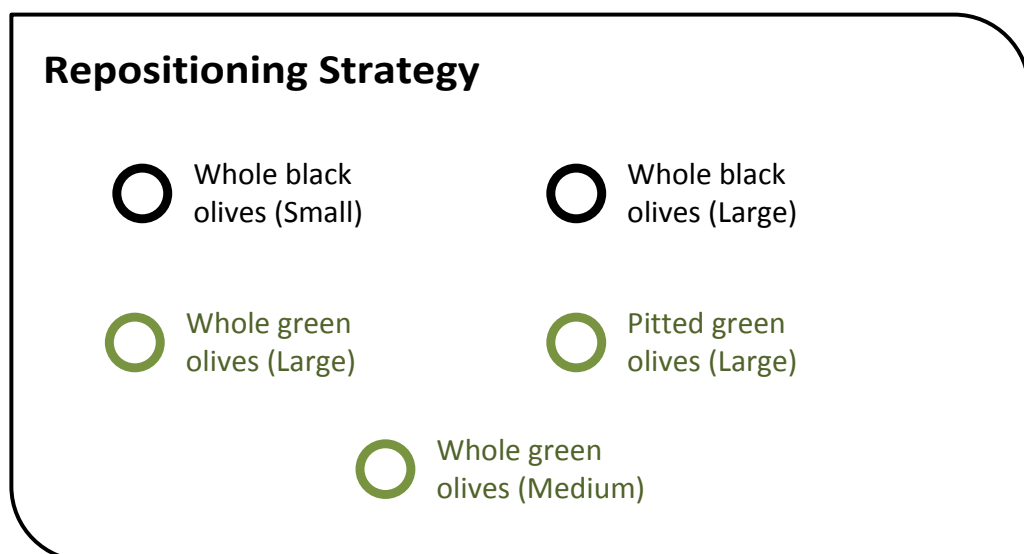 Repositioning Strategy
Whole black
olives (Small)
Whole black
olives (Large)
Whole green
olives (Large)
Pitted green
olives (Large)
Whole green
olives (Medium)